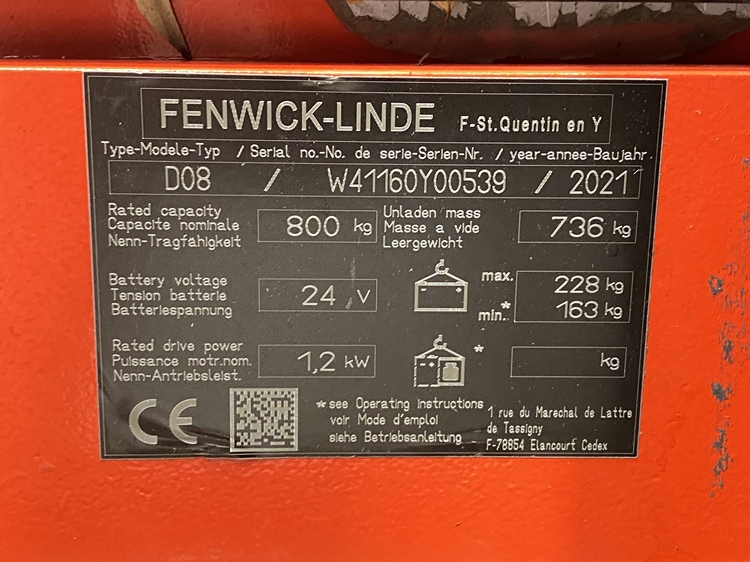 FENWICK-LINDE F-St.Quentin en Y
Type-Modele-Typ / Serial no.-No. de serie-Serien-Nr. / year-annee-Baujahr
D08 / W41160Y00539 / 2021
Rated capacity
Capacite nominale
Nenn-Tragfähigkeit
800 kg
Unladen mass
Masse a vide
Leergewicht
736 kg
Battery voltage
Tension batterie
Batteriespannung
24 V
max. 228 kg
min.* 163 kg
Rated drive power
Puissance motr.nom.
Nenn-Antriebsleist.
1,2 kW
* kg
CE
*see Operating Instructions
voir Mode d'emploi
siehe Betriebsanleitung
1 rue du Marechal de Lattre
de Tassigny
F-78854 Elancourt Cedex